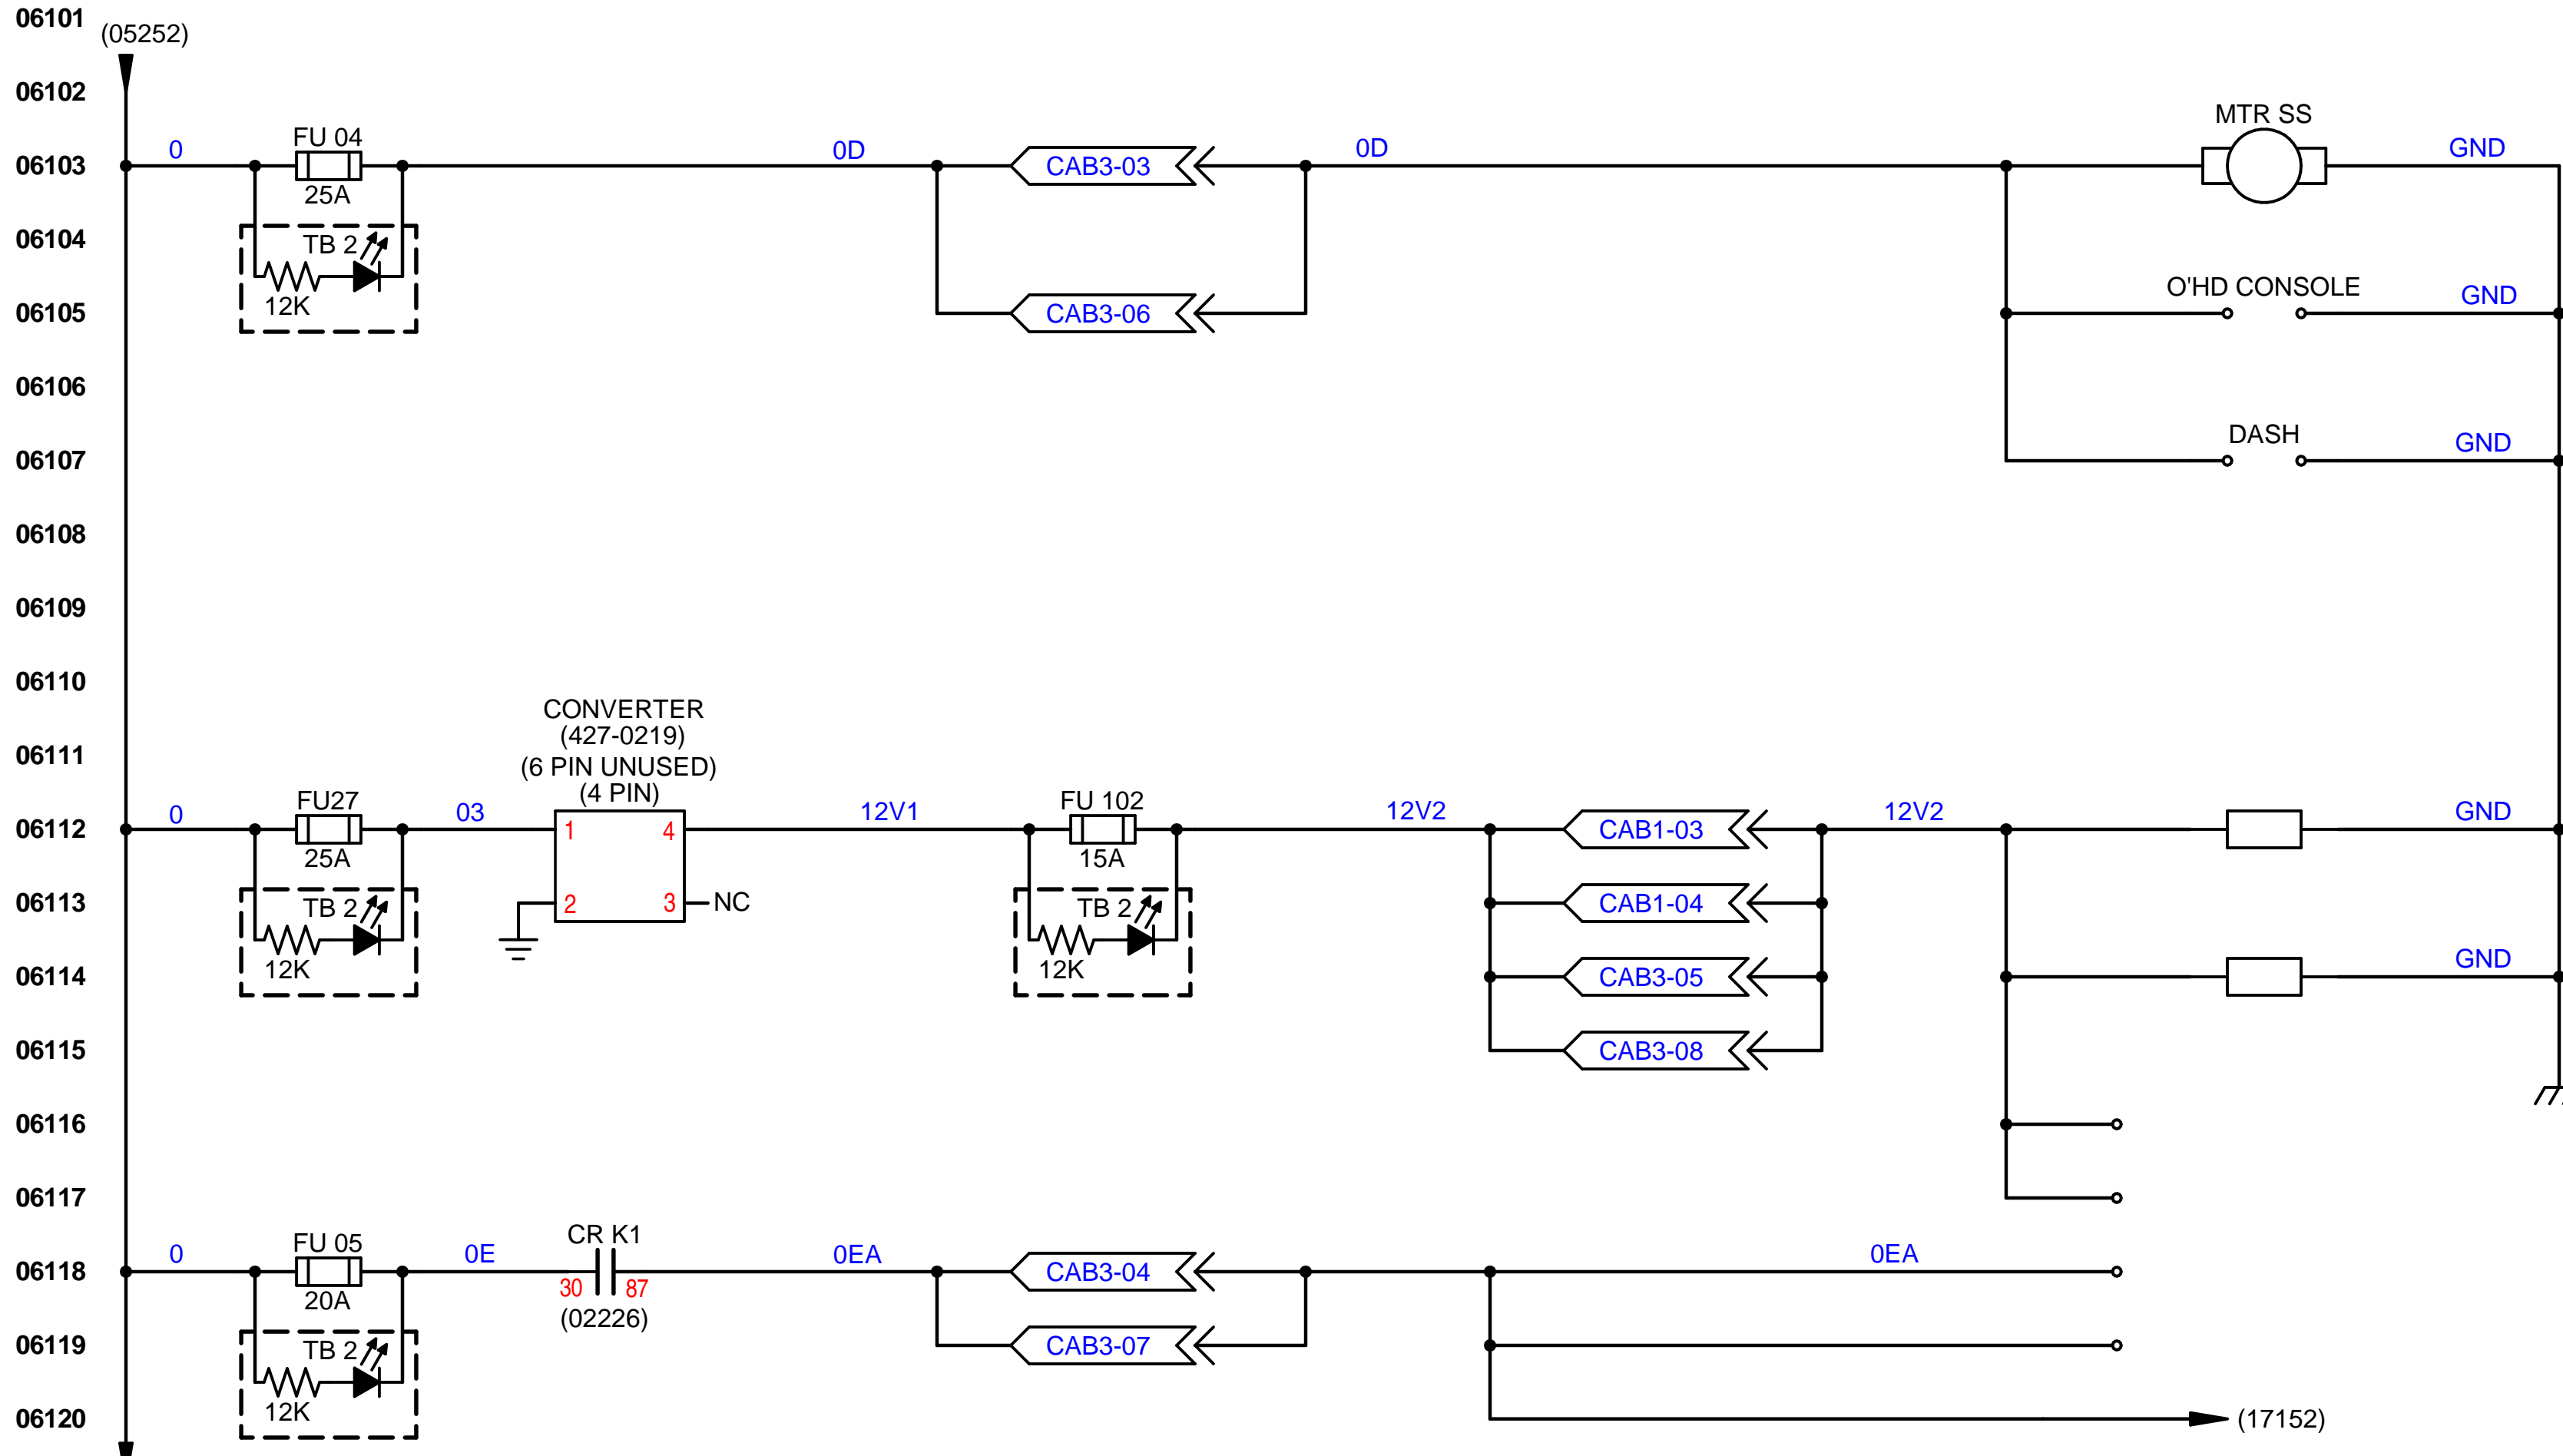 06101
(05252)
06102
MTR SS
FU 04
0 0D 0D GND
06103 CAB3-03
25A
06104 TB 2
12K
O'HD CONSOLE GND
06105 CAB3-06
06106
DASH GND
06107
06108
06109
06110
CONVERTER
(427-0219)
06111
(6 PIN UNUSED)
(4 PIN)
FU27 FU 102
0 03 12V1 12V2 12V2 GND
06112 1 4 CAB1-03
25A 15A
06113 2 3 NC CAB1-04
TB 2 TB 2
12K 12K
GND
06114 CAB3-05
06115 CAB3-08
06116
06117
CR K1
FU 05
0 0E 0EA 0EA
06118 CAB3-04
30 87
20A
(02226)
06119 CAB3-07
TB 2
12K
06120 (17152)